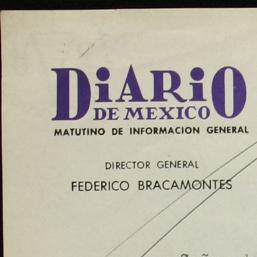 DiARiO
DE MEXICO
MATUTINO DE INFORMACION GENERAL
DIRECTOR GENERAL
FEDERICO BRACAMONTES